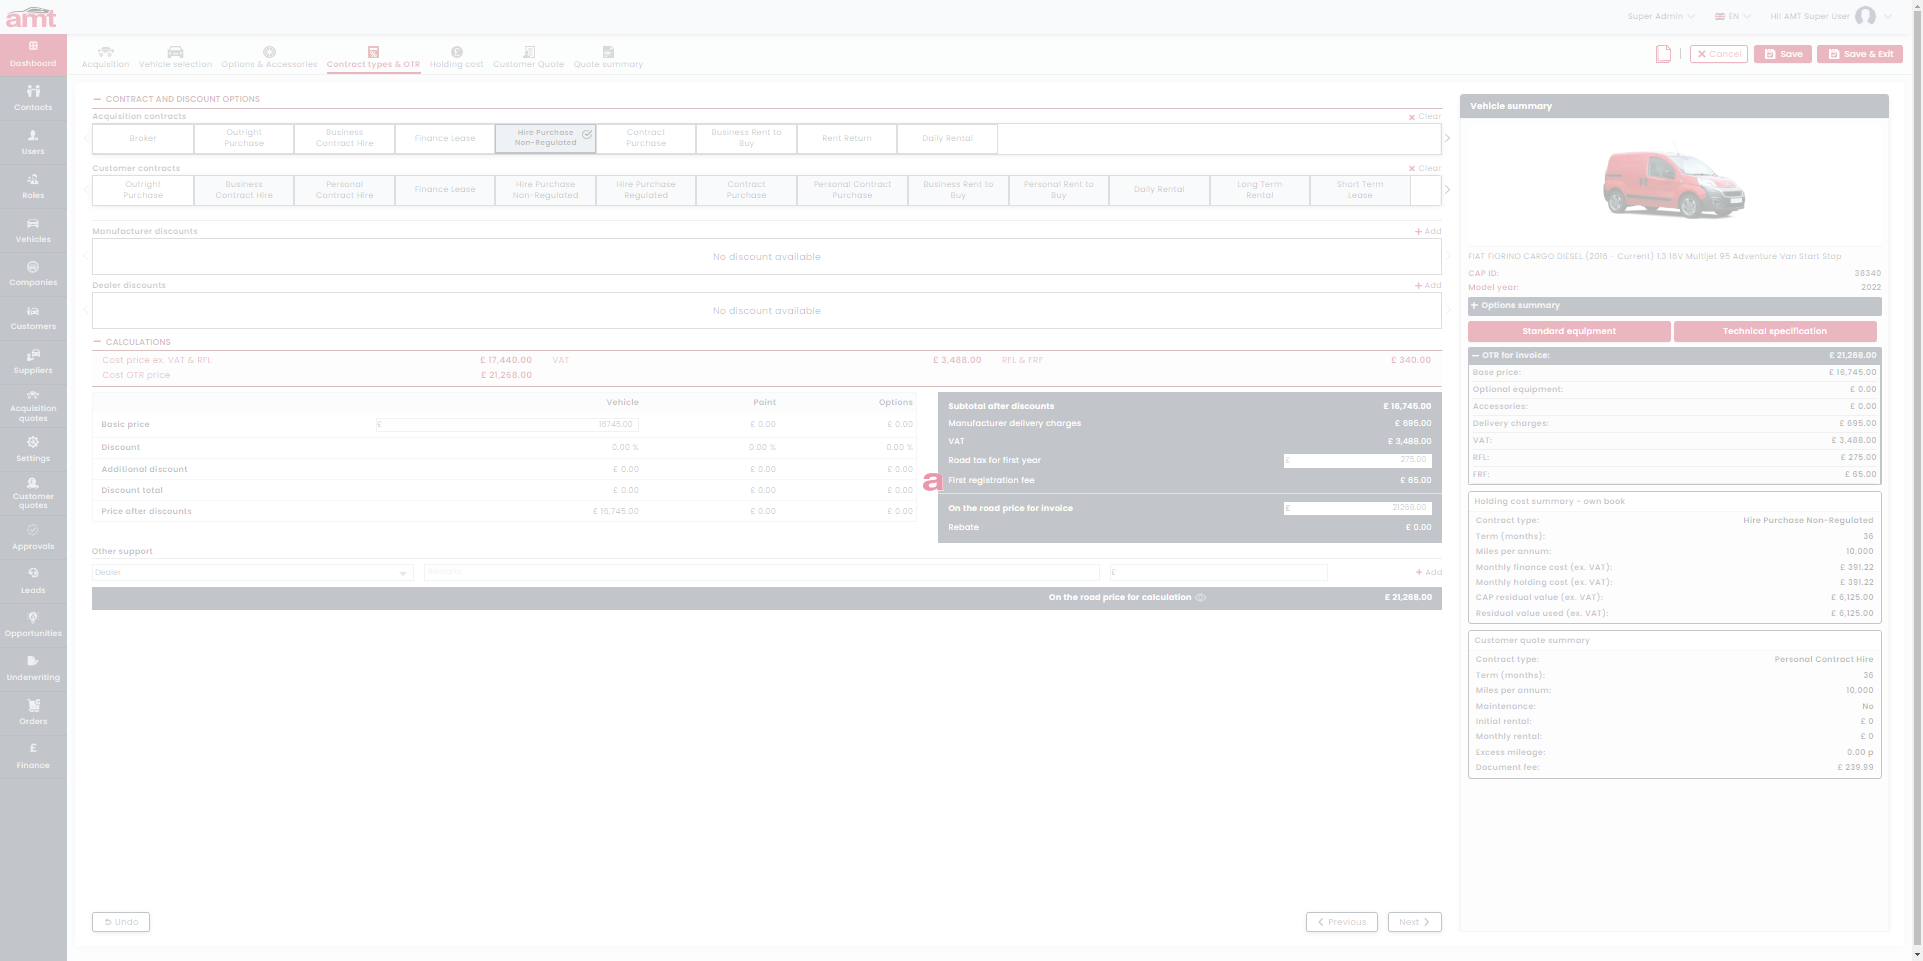 amt
Super Admin
EN
Hi! AMT Super User
Dashboard
Contacts
Users
Roles
Vehicles
Companies
Customers
Suppliers
Acquisition
quotes
Settings
Customer
quotes
Approvals
Leads
Opportunities
Underwriting
Orders
£
Finance
Acquisition
Vehicle selection
Options & Accessories
Contract types & OTR
Holding cost
Customer Quote
Quote summary
Cancel
Save
Save & Exit
CONTRACT AND DISCOUNT OPTIONS
Acquisition contracts
Clear
Broker
Outright
Purchase
Business
Contract Hire
Finance Lease
Hire Purchase
Non-Regulated
Contract
Purchase
Business Rent to
Buy
Rent Return
Daily Rental
Customer contracts
Clear
Outright
Purchase
Business
Contract Hire
Personal
Contract Hire
Finance Lease
Hire Purchase
Non-Regulated
Hire Purchase
Regulated
Contract
Purchase
Personal Contract
Purchase
Business Rent to
Buy
Personal Rent to
Buy
Daily Rental
Long Term
Rental
Short Term
Lease
Manufacturer discounts
+ Add
No discount available
Dealer discounts
+ Add
No discount available
CALCULATIONS
Cost price ex. VAT & RFL £ 17,440.00 VAT £ 3,488.00 RFL & FRF £ 340.00
Cost OTR price £ 21,268.00
Vehicle Paint Options
Basic price £ 16745.00 £ 0.00 £ 0.00
Discount 0.00 % 0.00 % 0.00 %
Additional discount £ 0.00 £ 0.00 £ 0.00
Discount total £ 0.00 £ 0.00 £ 0.00
Price after discounts £ 16,745.00 £ 0.00 £ 0.00
a
Subtotal after discounts £ 16,745.00
Manufacturer delivery charges £ 695.00
VAT £ 3,488.00
Road tax for first year £ 275.00
First registration fee £ 65.00
On the road price for invoice £ 21268.00
Rebate £ 0.00
Other support
Dealer
£
+ Add
On the road price for calculation £ 21,268.00
Undo
Previous
Next
Vehicle summary
FIAT FIORINO CARGO DIESEL (2016 - Current) 1.3 16V Multijet 95 Adventure Van Start Stop
CAP ID: 38340
Model year: 2022
+ Options summary
Standard equipment
Technical specification
OTR for invoice: £ 21,268.00
Base price: £ 16,745.00
Optional equipment: £ 0.00
Accessories: £ 0.00
Delivery charges: £ 695.00
VAT: £ 3,488.00
RFL: £ 275.00
FRF: £ 65.00
Holding cost summary - own book
Contract type: Hire Purchase Non-Regulated
Term (months): 36
Miles per annum: 10,000
Monthly finance cost (ex. VAT): £ 391.22
Monthly holding cost (ex. VAT): £ 391.22
CAP residual value (ex. VAT): £ 6,125.00
Residual value used (ex. VAT): £ 6,125.00
Customer quote summary
Contract type: Personal Contract Hire
Term (months): 36
Miles per annum: 10,000
Maintenance: No
Initial rental: £ 0
Monthly rental: £ 0
Excess mileage: 0.00 p
Document fee: £ 239.99